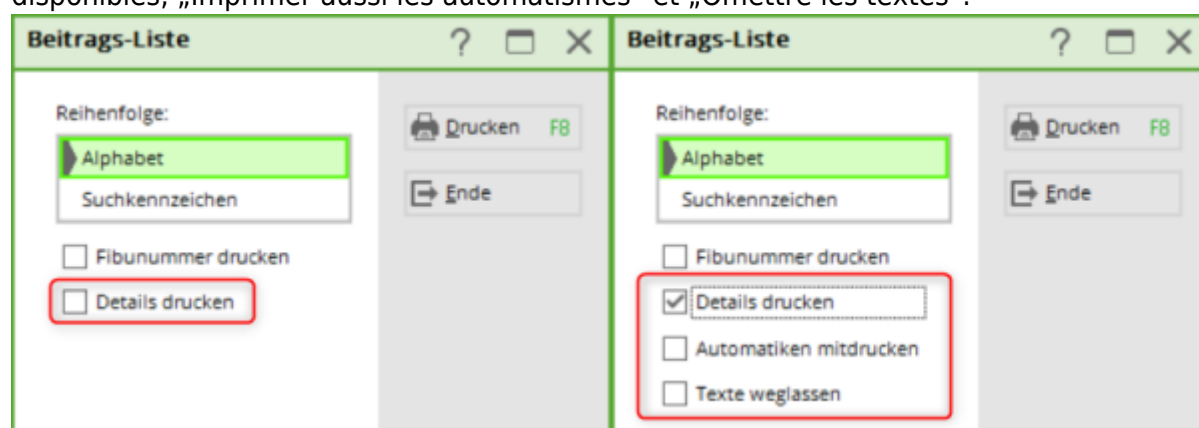 disponibles, „Imprimer aussi les automatismes“ et „Omettre les textes“.
Beitrags-Liste
Reihenfolge:
Alphabet
Suchkennzeichen
Fibunummer drucken
Details drucken
Drucken F8
Ende
Beitrags-Liste
Reihenfolge:
Alphabet
Suchkennzeichen
Fibunummer drucken
Details drucken
Automatiken mitdrucken
Texte weglassen
Drucken F8
Ende